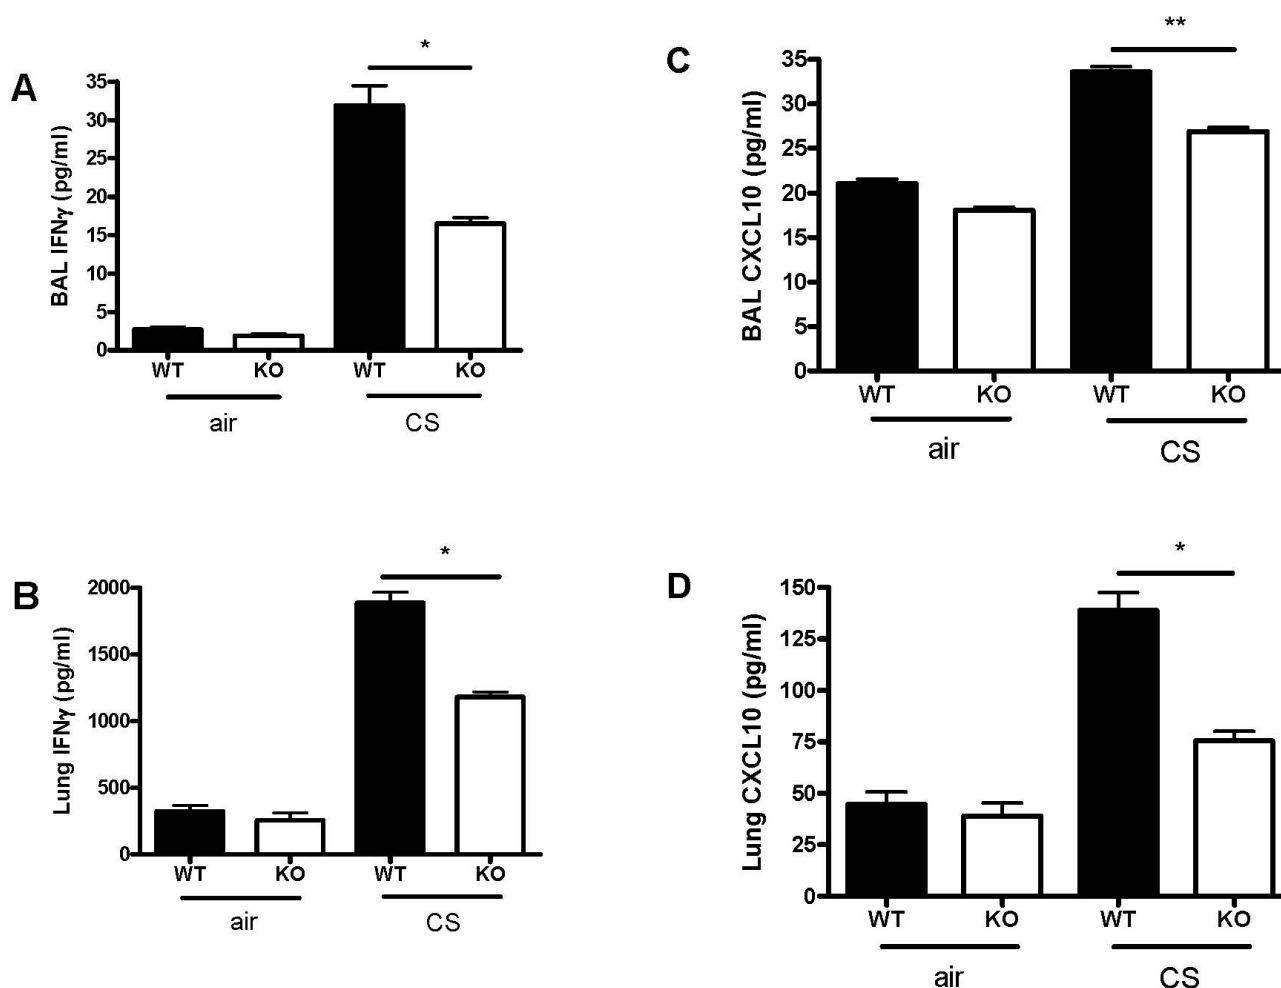 A
BAL IFNγ (pg/ml)
35
30
25
20
15
10
5
0
*
WT KO WT KO
air CS
C
BAL CXCL10 (pg/ml)
35
30
25
20
15
10
5
0
**
WT KO WT KO
air CS
B
Lung IFNγ (pg/ml)
2000
1500
1000
500
0
*
WT KO WT KO
air CS
D
Lung CXCL10 (pg/ml)
150
125
100
75
50
25
0
*
WT KO WT KO
air CS